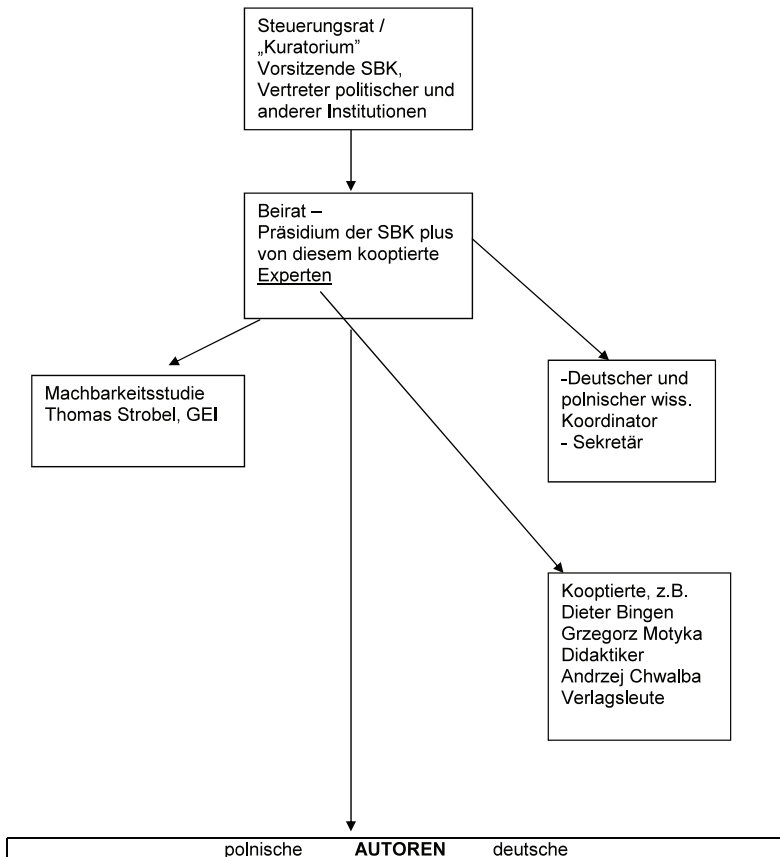 Steuerungsrat /
„Kuratorium”
Vorsitzende SBK,
Vertreter politischer und
anderer Institutionen
Beirat –
Präsidium der SBK plus
von diesem kooptierte
Experten
Machbarkeitsstudie
Thomas Strobel, GEI
-Deutscher und
polnischer wiss.
Koordinator
- Sekretär
Kooptierte, z.B.
Dieter Bingen
Grzegorz Motyka
Didaktiker
Andrzej Chwalba
Verlagsleute
polnische AUTOREN deutsche